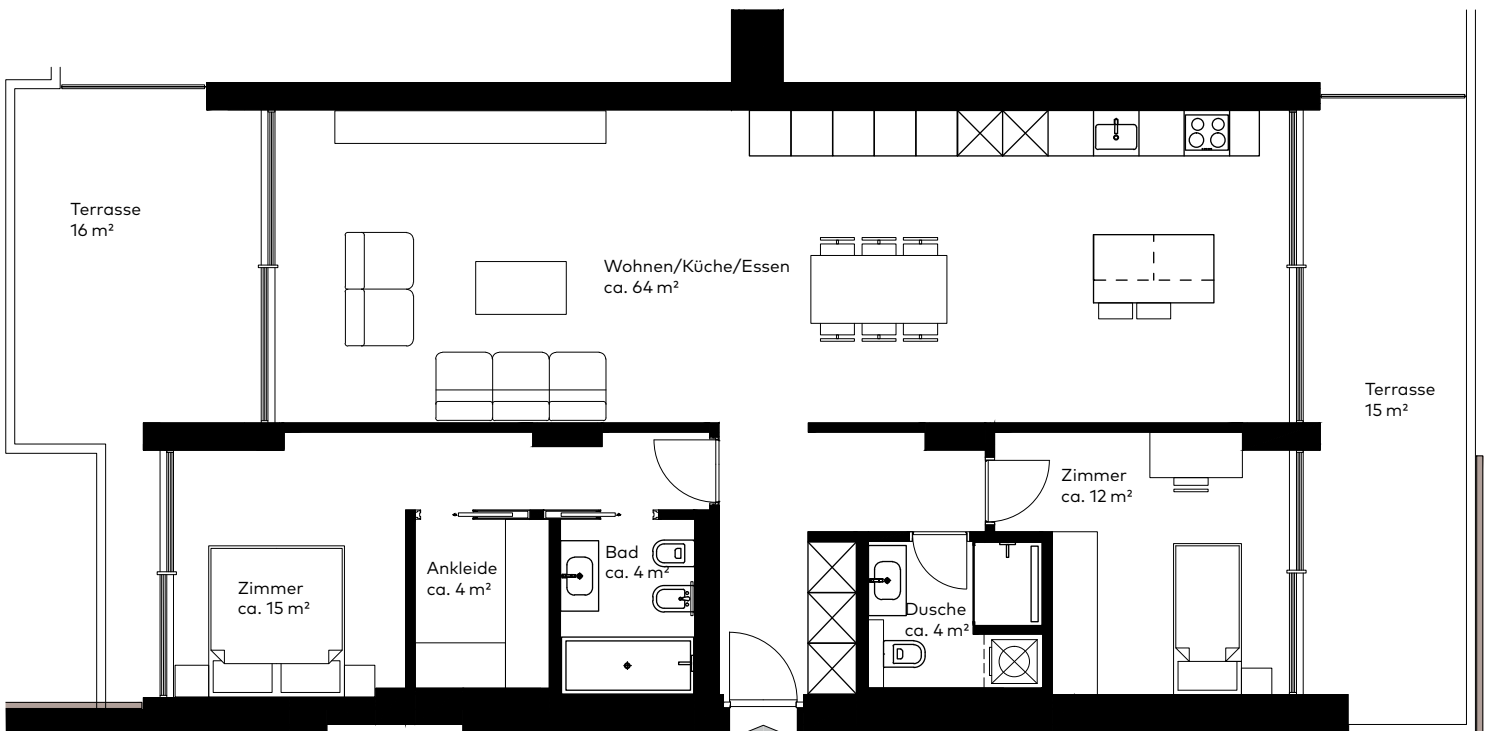 Terrasse
16 m²
Wohnen/Küche/Essen
ca. 64 m²
Terrasse
15 m²
Zimmer
ca. 12 m²
Zimmer
ca. 15 m²
Ankleide
ca. 4 m²
Bad
ca. 4 m²
Dusche
ca. 4 m²